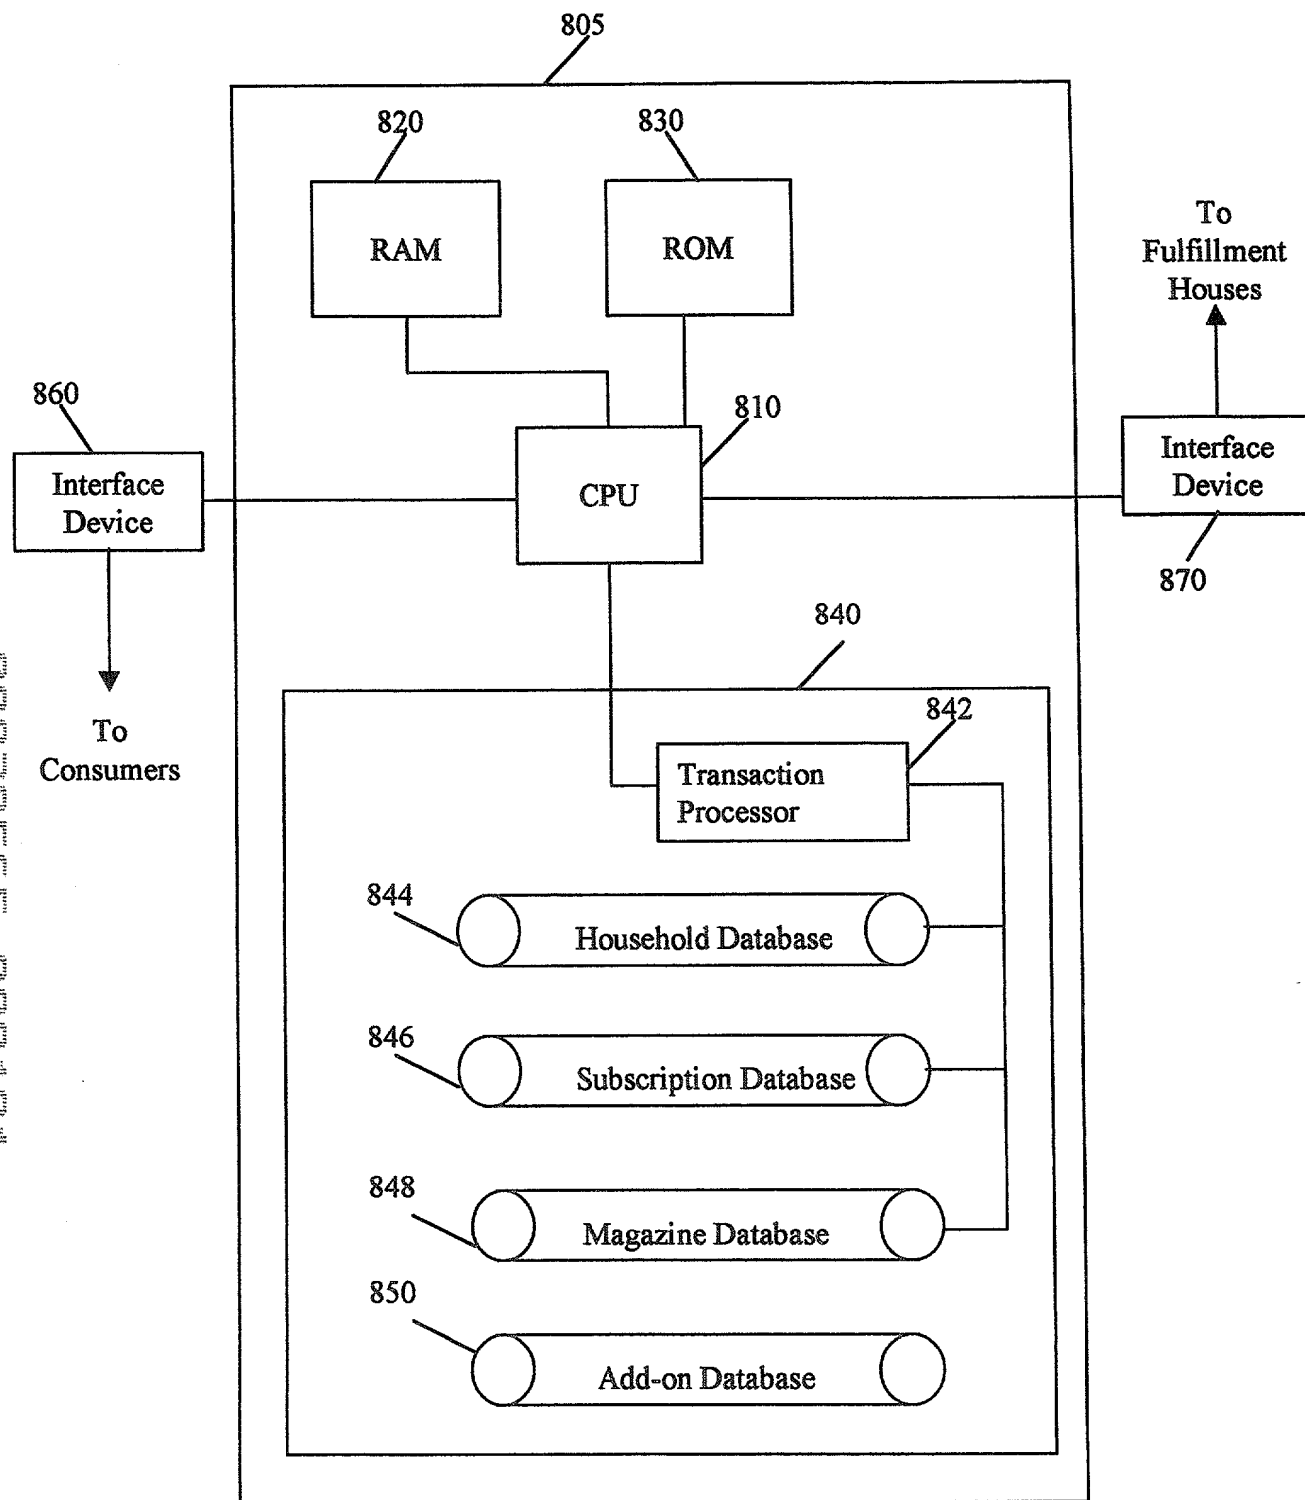 805
820
830
RAM
ROM
To
Fulfillment
Houses
860
810
Interface
Device
CPU
Interface
Device
870
840
To
Consumers
842
Transaction
Processor
844
Household Database
846
Subscription Database
848
Magazine Database
850
Add-on Database